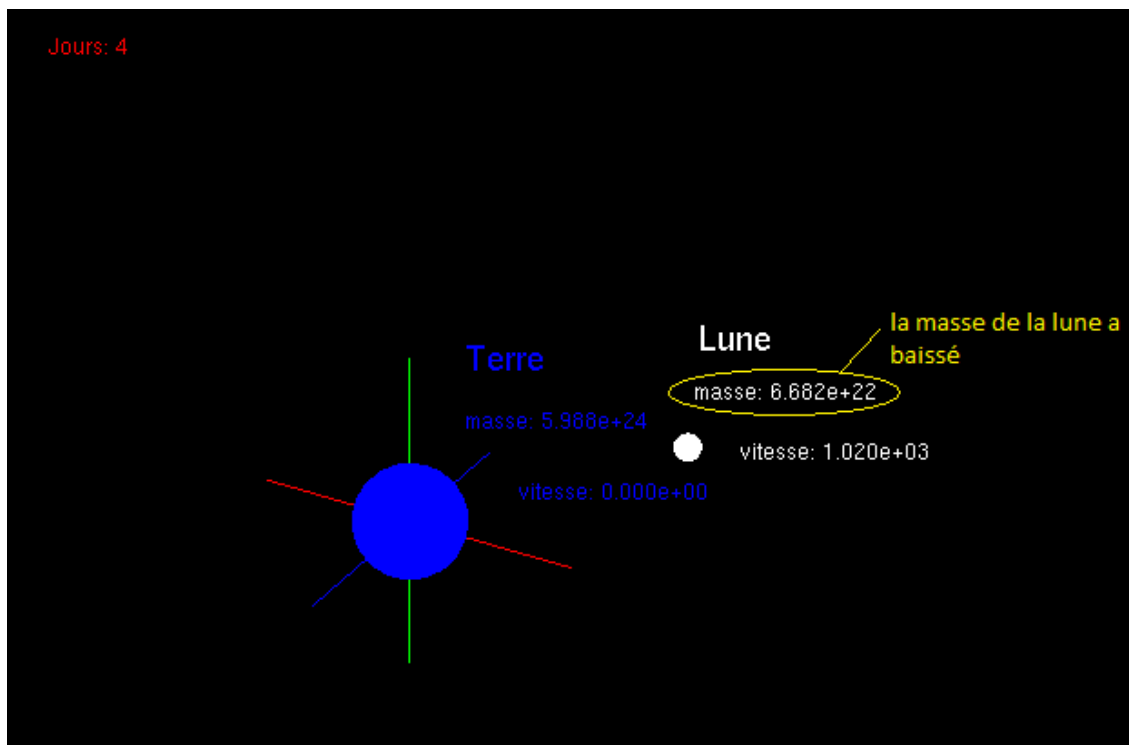 Jours: 4
Lune
la masse de la lune a
baissé
Terre
masse: 6.682e+22
masse: 5.988e+24
vitesse: 1.020e+03
vitesse: 0.000e+00